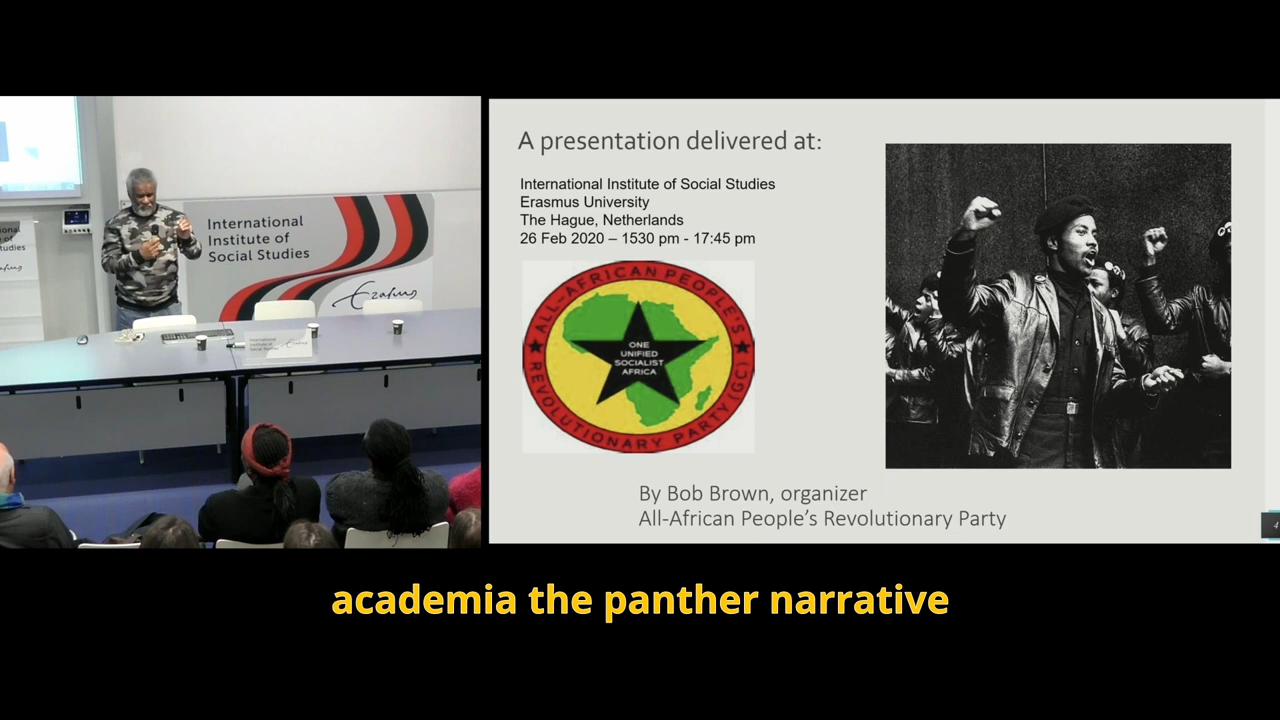 International
Institute of
Social Studies
Erasmus
A presentation delivered at:
International Institute of Social Studies
Erasmus University
The Hague, Netherlands
26 Feb 2020 – 1530 pm - 17:45 pm
ALL-AFRICAN PEOPLE'S
REVOLUTIONARY PARTY (GC)
ONE
UNIFIED
SOCIALIST
AFRICA
By Bob Brown, organizer
All-African People's Revolutionary Party
4
academia the panther narrative